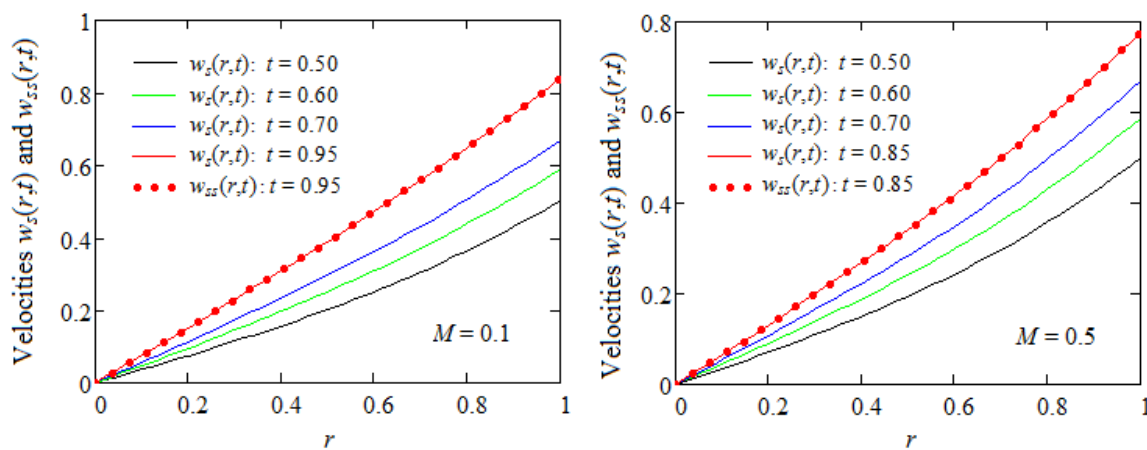 Velocities wₛ(r,t) and wₛₛ(r,t)
1
0.8
0.6
0.4
0.2
0
wₛ(r,t): t = 0.50
wₛ(r,t): t = 0.60
wₛ(r,t): t = 0.70
wₛ(r,t): t = 0.95
wₛₛ(r,t): t = 0.95
M = 0.1
0 0.2 0.4 0.6 0.8 1
r
Velocities wₛ(r,t) and wₛₛ(r,t)
0.8
0.6
0.4
0.2
0
wₛ(r,t): t = 0.50
wₛ(r,t): t = 0.60
wₛ(r,t): t = 0.70
wₛ(r,t): t = 0.85
wₛₛ(r,t): t = 0.85
M = 0.5
0 0.2 0.4 0.6 0.8 1
r